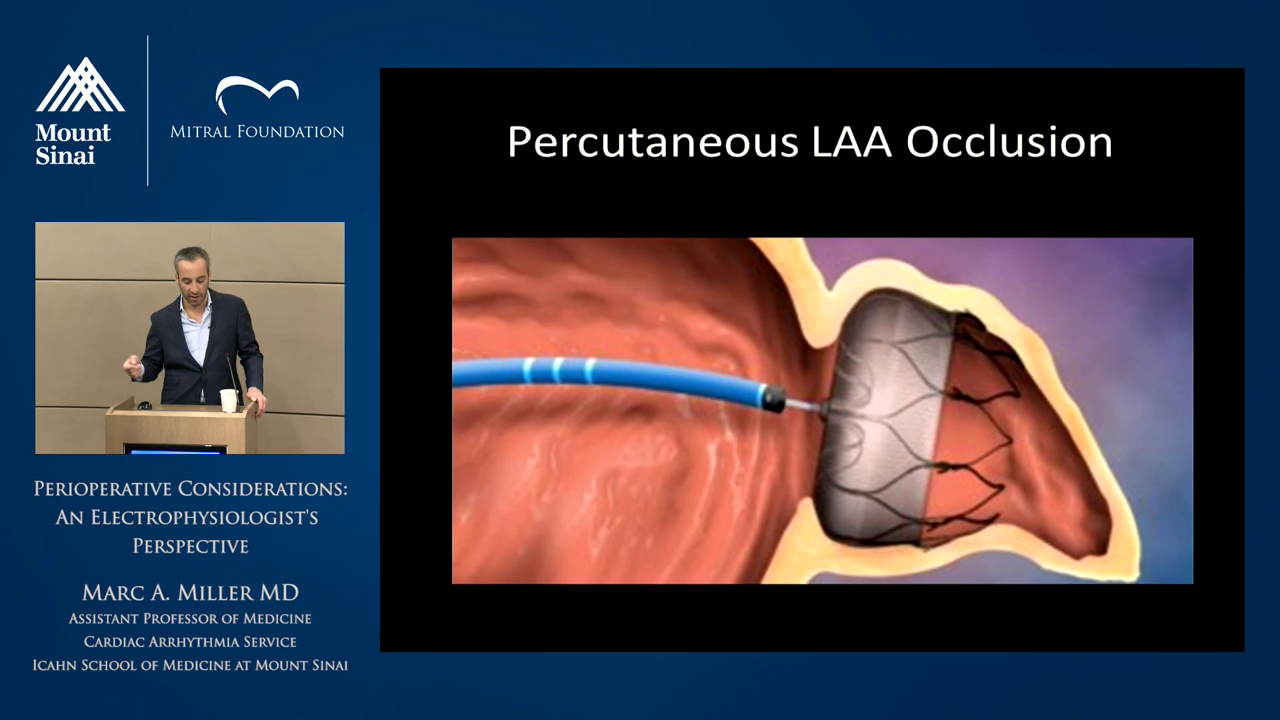 Mount
Sinai
MITRAL FOUNDATION
Percutaneous LAA Occlusion
PERIOPERATIVE CONSIDERATIONS:
AN ELECTROPHYSIOLOGIST'S
PERSPECTIVE
MARC A. MILLER MD
ASSISTANT PROFESSOR OF MEDICINE
CARDIAC ARRHYTHMIA SERVICE
ICAHN SCHOOL OF MEDICINE AT MOUNT SINAI